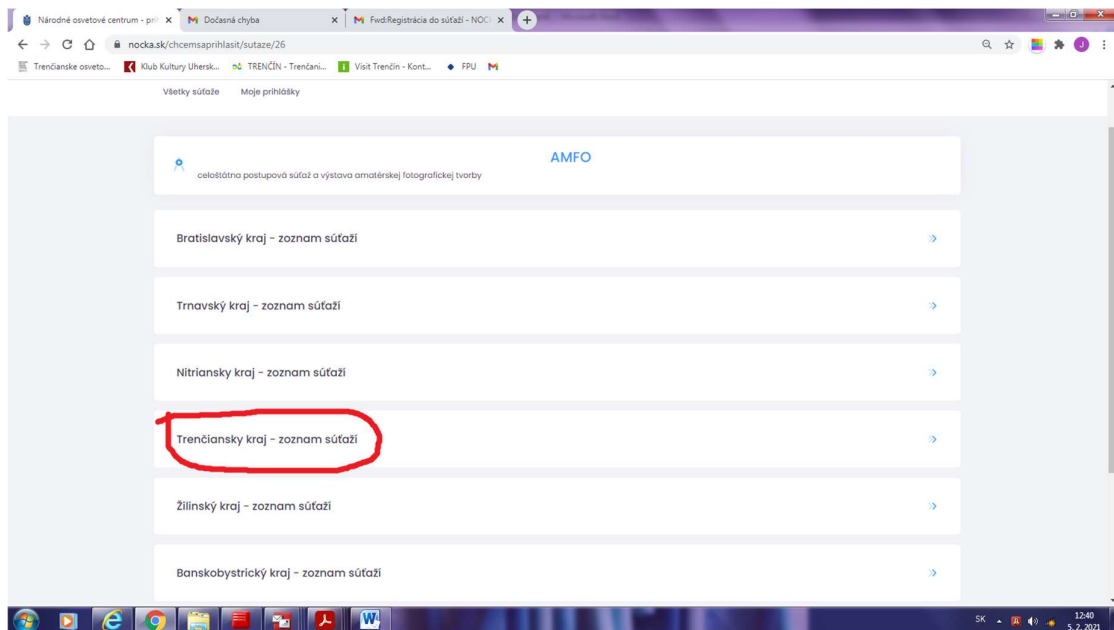 Národné osvetové centrum - pri
Dočasná chyba
Fwd:Registrácia do súťaží - NOC
nocka.sk/chcemsaprihlasit/sutaze/26
J
Trenčianske osveto...
Klub Kultury Uhersk...
TRENČÍN - Trenčani...
Visit Trenčín - Kont...
FPU
Všetky súťaže
Moje prihlášky
AMFO
celoštátna postupová súťaž a výstava amatérskej fotografickej tvorby
Bratislavský kraj - zoznam súťaží
Trnavský kraj - zoznam súťaží
Nitriansky kraj - zoznam súťaží
Trenčiansky kraj - zoznam súťaží
Žilinský kraj - zoznam súťaží
Banskobystrický kraj - zoznam súťaží
SK
12:40
5. 2. 2021